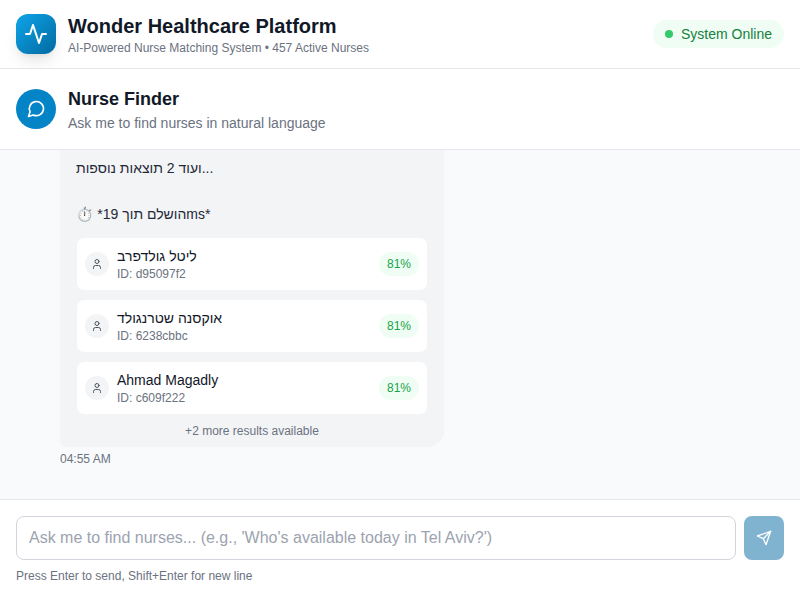 Wonder Healthcare Platform
AI-Powered Nurse Matching System • 457 Active Nurses
System Online
Nurse Finder
Ask me to find nurses in natural language
ועוד 2 תוצאות נוספות...
⏱️ *הושלם תוך 19ms*
ליטל גולדפרב
ID: d95097f2
81%
אוקסנה שטרנגולד
ID: 6238cbbc
81%
Ahmad Magadly
ID: c609f222
81%
+2 more results available
04:55 AM
Ask me to find nurses... (e.g., 'Who's available today in Tel Aviv?')
Press Enter to send, Shift+Enter for new line